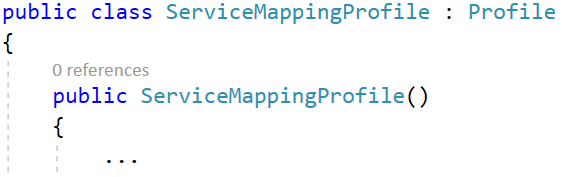 public class ServiceMappingProfile : Profile
{
0 references
public ServiceMappingProfile()
{
...